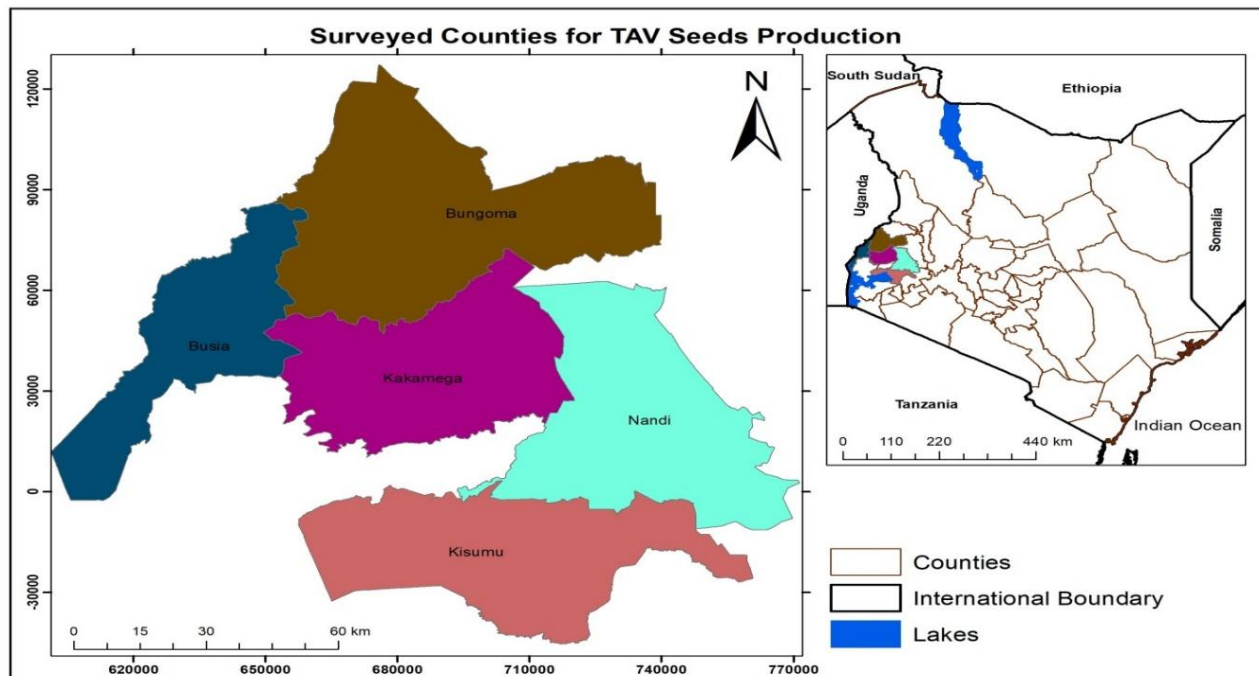 Surveyed Counties for TAV Seeds Production
120000
90000
60000
30000
0
-30000
620000
650000
680000
710000
740000
770000
N
Bungoma
Busia
Kakamega
Nandi
Kisumu
0 15 30 60 km
South Sudan
Ethiopia
Uganda
Somalia
Tanzania
Indian Ocean
0 110 220 440 km
Counties
International Boundary
Lakes